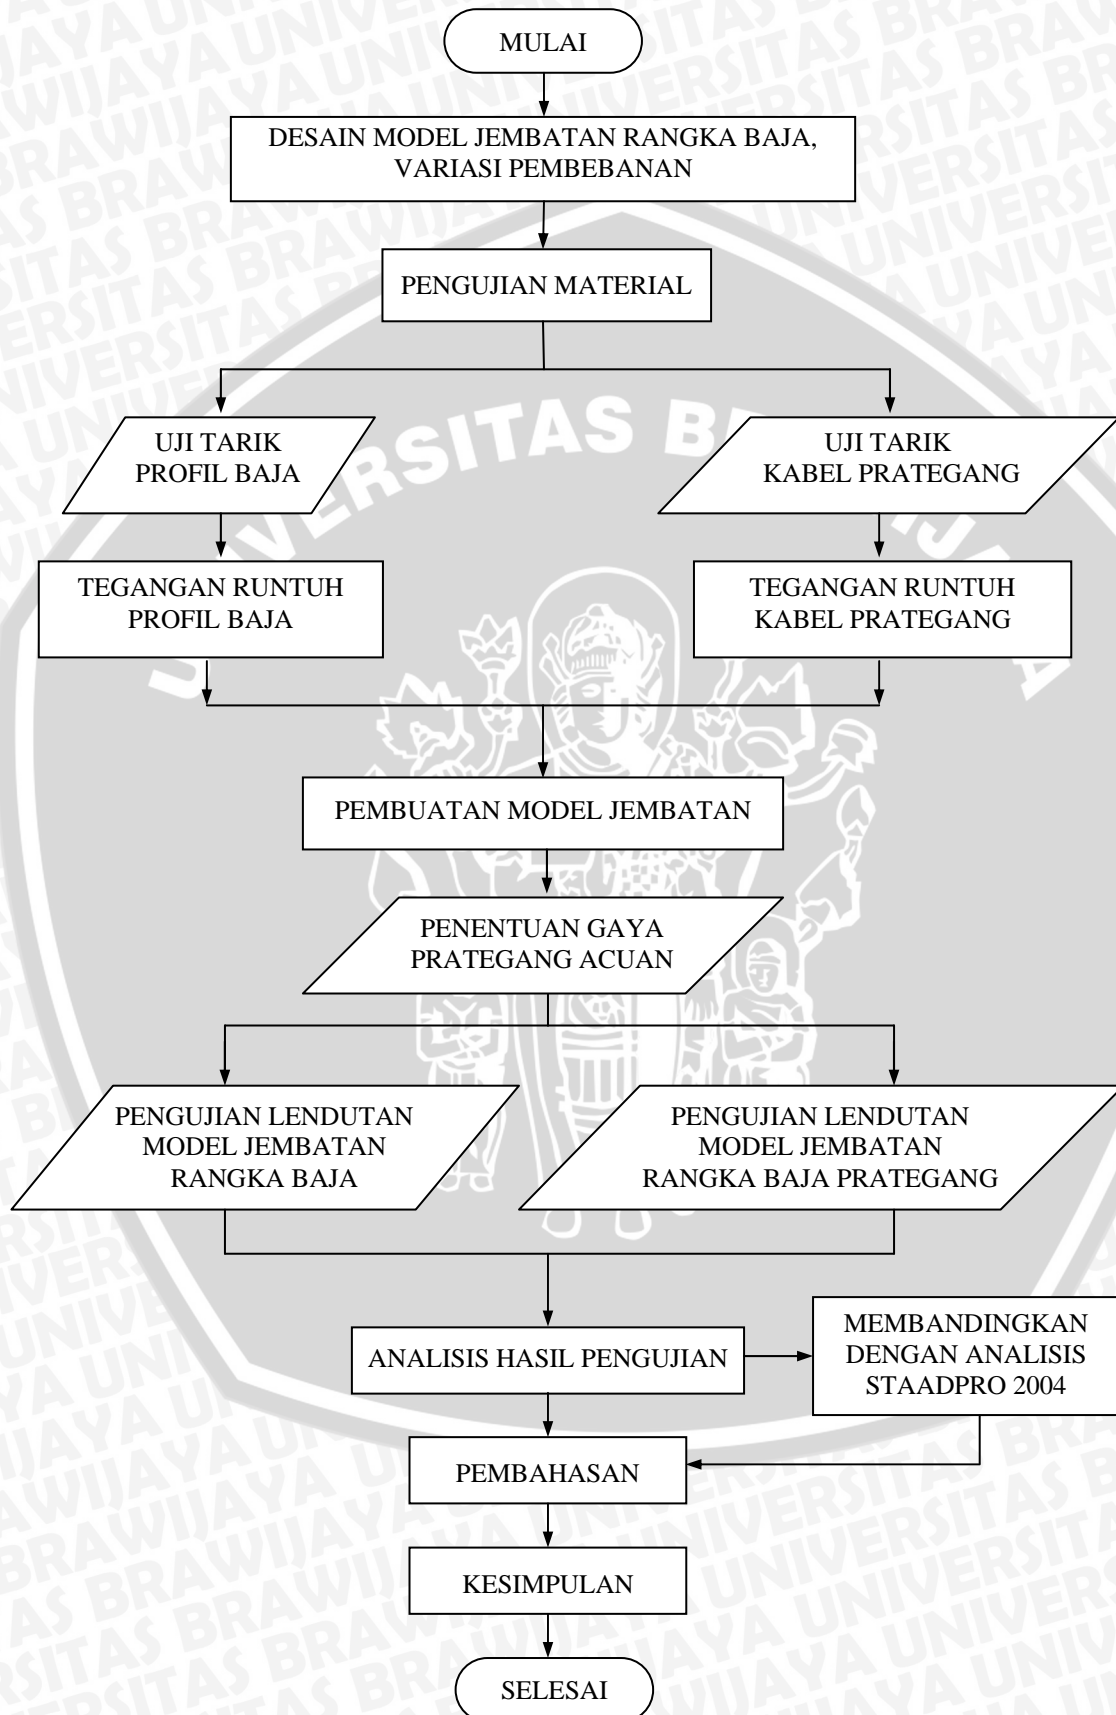 MULAI
DESAIN MODEL JEMBATAN RANGKA BAJA,
VARIASI PEMBEBANAN
PENGUJIAN MATERIAL
UJI TARIK
PROFIL BAJA
UJI TARIK
KABEL PRATEGANG
TEGANGAN RUNTUH
PROFIL BAJA
TEGANGAN RUNTUH
KABEL PRATEGANG
PEMBUATAN MODEL JEMBATAN
PENENTUAN GAYA
PRATEGANG ACUAN
PENGUJIAN LENDUTAN
MODEL JEMBATAN
RANGKA BAJA
PENGUJIAN LENDUTAN
MODEL JEMBATAN
RANGKA BAJA PRATEGANG
ANALISIS HASIL PENGUJIAN
MEMBANDINGKAN
DENGAN ANALISIS
STAADPRO 2004
PEMBAHASAN
KESIMPULAN
SELESAI